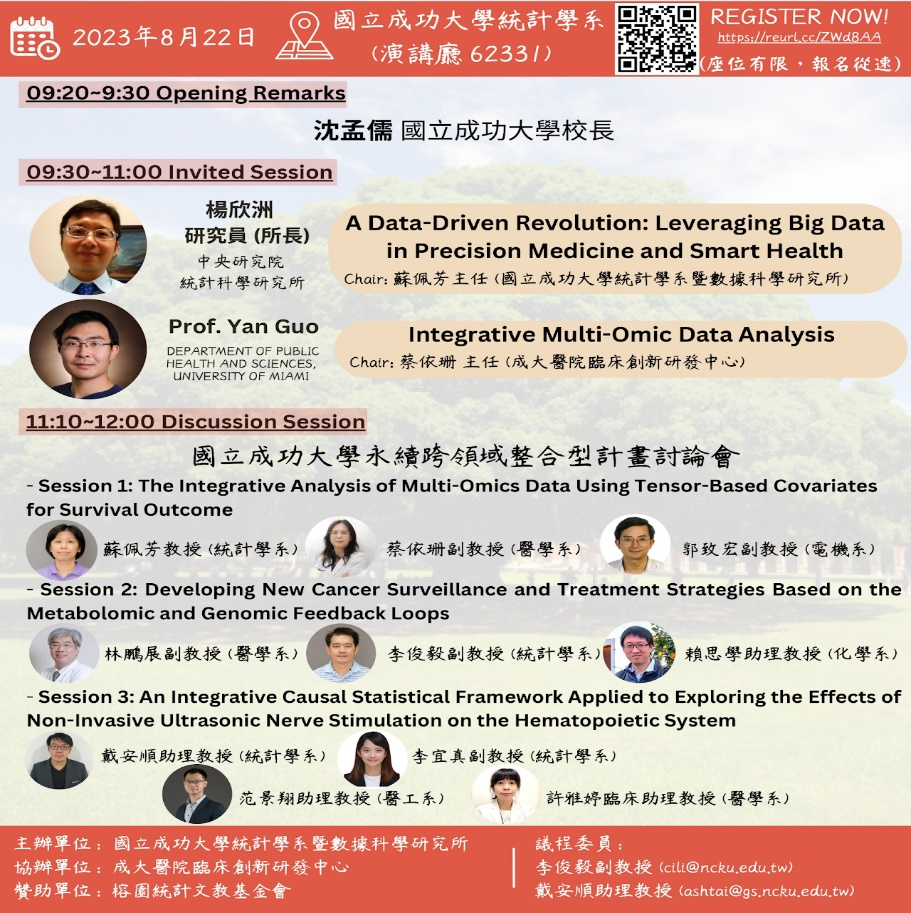 2023年8月22日
國立成功大學統計學系
(演講廳 62331)
REGISTER NOW!
https://reurl.cc/ZWd8AA
(座位有限，報名從速)
09:20~9:30 Opening Remarks
沈孟儒 國立成功大學校長
09:30~11:00 Invited Session
楊欣洲
研究員 (所長)
中央研究院
統計科學研究所
A Data-Driven Revolution: Leveraging Big Data
in Precision Medicine and Smart Health
Chair: 蘇佩芳主任 (國立成功大學統計學系暨數據科學研究所)
Prof. Yan Guo
DEPARTMENT OF PUBLIC
HEALTH AND SCIENCES,
UNIVERSITY OF MIAMI
Integrative Multi-Omic Data Analysis
Chair: 蔡依珊 主任 (成大醫院臨床創新研發中心)
11:10~12:00 Discussion Session
國立成功大學永續跨領域整合型計畫討論會
- Session 1: The Integrative Analysis of Multi-Omics Data Using Tensor-Based Covariates
for Survival Outcome
蘇佩芳教授 (統計學系) 蔡依珊副教授 (醫學系) 郭致宏副教授 (電機系)
- Session 2: Developing New Cancer Surveillance and Treatment Strategies Based on the
Metabolomic and Genomic Feedback Loops
林鵬展副教授 (醫學系) 李俊毅副教授 (統計學系) 賴思學助理教授 (化學系)
- Session 3: An Integrative Causal Statistical Framework Applied to Exploring the Effects of
Non-Invasive Ultrasonic Nerve Stimulation on the Hematopoietic System
戴安順助理教授 (統計學系) 李宜真副教授 (統計學系)
范景翔助理教授 (醫工系) 許雅婷臨床助理教授 (醫學系)
主辦單位：國立成功大學統計學系暨數據科學研究所
協辦單位：成大醫院臨床創新研發中心
贊助單位：榕園統計文教基金會
議程委員：
李俊毅副教授 (cili@ncku.edu.tw)
戴安順助理教授 (ashtai@gs.ncku.edu.tw)